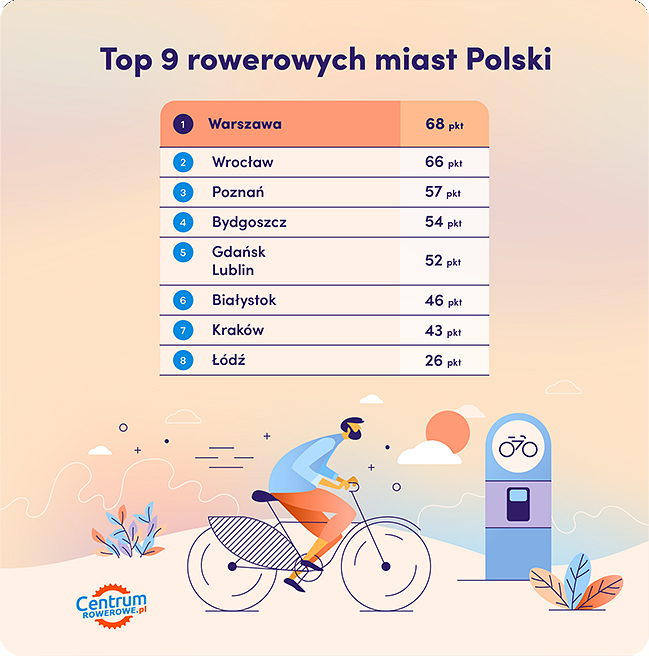 Top 9 rowerowych miast Polski
1 Warszawa 68 pkt
2 Wrocław 66 pkt
3 Poznań 57 pkt
4 Bydgoszcz 54 pkt
5 Gdańsk
Lublin 52 pkt
6 Białystok 46 pkt
7 Kraków 43 pkt
8 Łódź 26 pkt
Centrum
ROWEROWE.pl